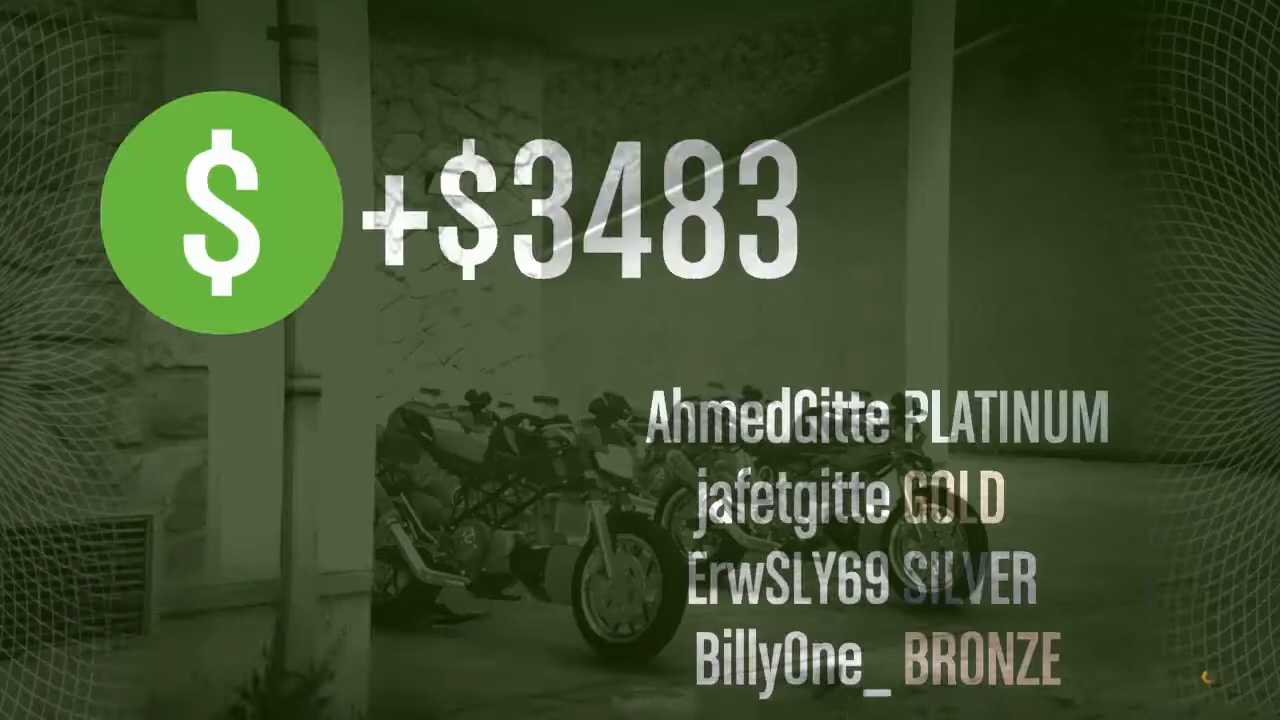 $ +$3483
AhmedGitte PLATINUM
jafetgitte GOLD
ErwSLY69 SILVER
BillyOne_ BRONZE